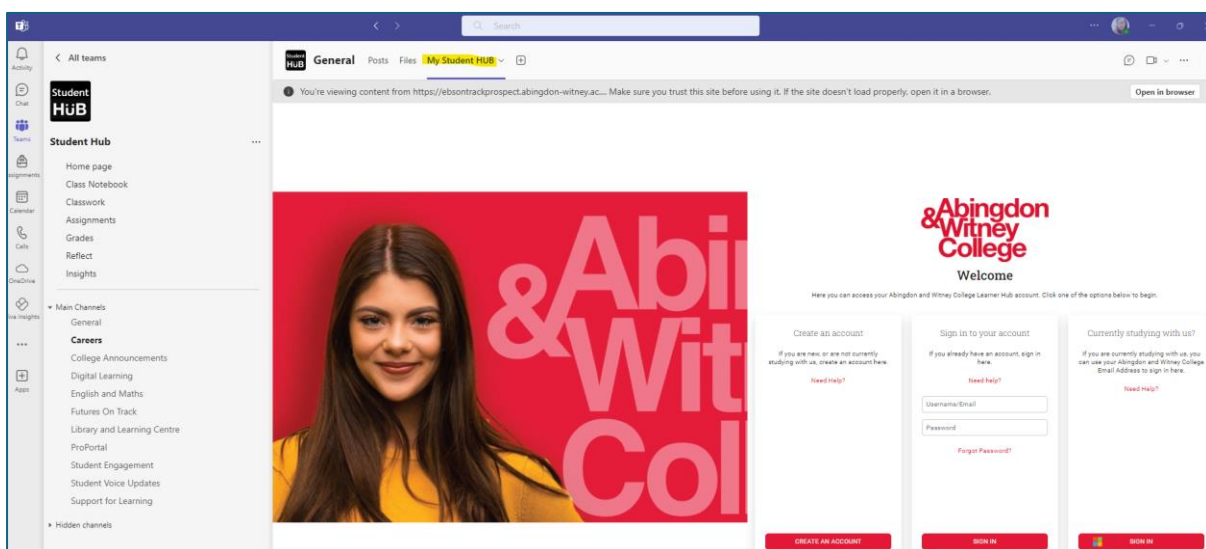 Search
Activity
Chat
Teams
ssignments
Calendar
Calls
OneDrive
ive Insights
Apps
All teams
Student
HUB
Student Hub
Home page
Class Notebook
Classwork
Assignments
Grades
Reflect
Insights
Main Channels
General
Careers
College Announcements
Digital Learning
English and Maths
Futures On Track
Library and Learning Centre
ProPortal
Student Engagement
Student Voice Updates
Support for Learning
Hidden channels
Student
HUB
General Posts Files My Student HUB
You're viewing content from https://ebsontrackprospect.abingdon-witney.ac.... Make sure you trust this site before using it. If the site doesn't load properly, open it in a browser.
Open in browser
Abin
& Wit
Col
&Abingdon
Witney
College
Welcome
Here you can access your Abingdon and Witney College Learner Hub account. Click one of the options below to begin.
Create an account
If you are new, or are not currently
studying with us, create an account here.
Need Help?
CREATE AN ACCOUNT
Sign in to your account
If you already have an account, sign in
here.
Need help?
Username/Email
Password
Forgot Password?
SIGN IN
Currently studying with us?
If you are currently studying with us, you
can use your Abingdon and Witney College
Email Address to sign in here.
Need Help?
SIGN IN